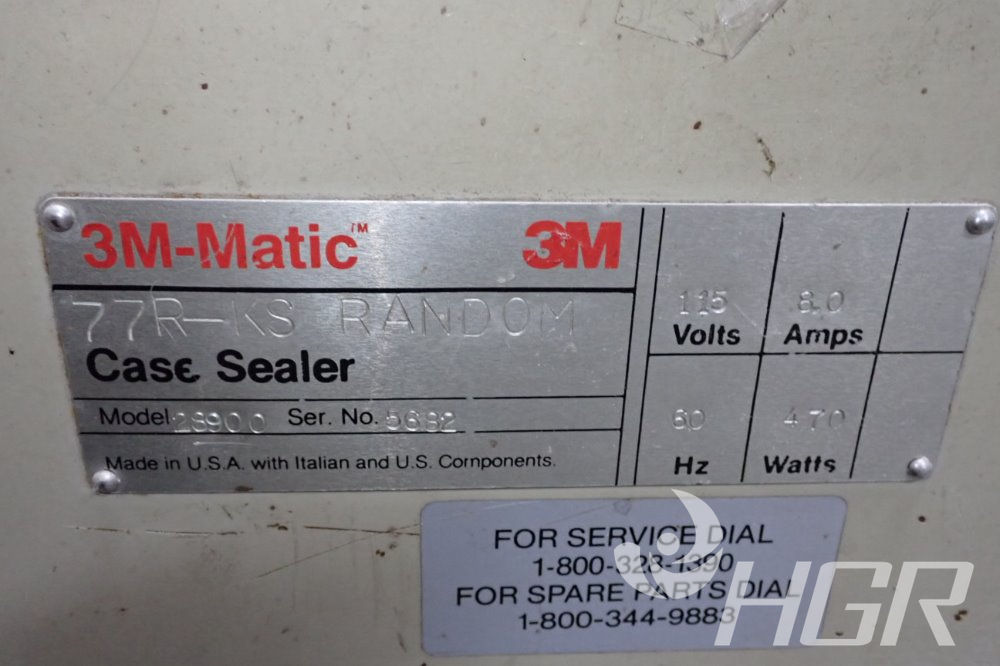 3M-Matic™ 3M
77R-KS RANDOM
Case Sealer
Model 28900 Ser. No. 5682
Made in U.S.A. with Italian and U.S. Components.
115 8.0
Volts Amps
60 470
Hz Watts
FOR SERVICE DIAL
1-800-328-1390
FOR SPARE PARTS DIAL
1-800-344-9883
HGR